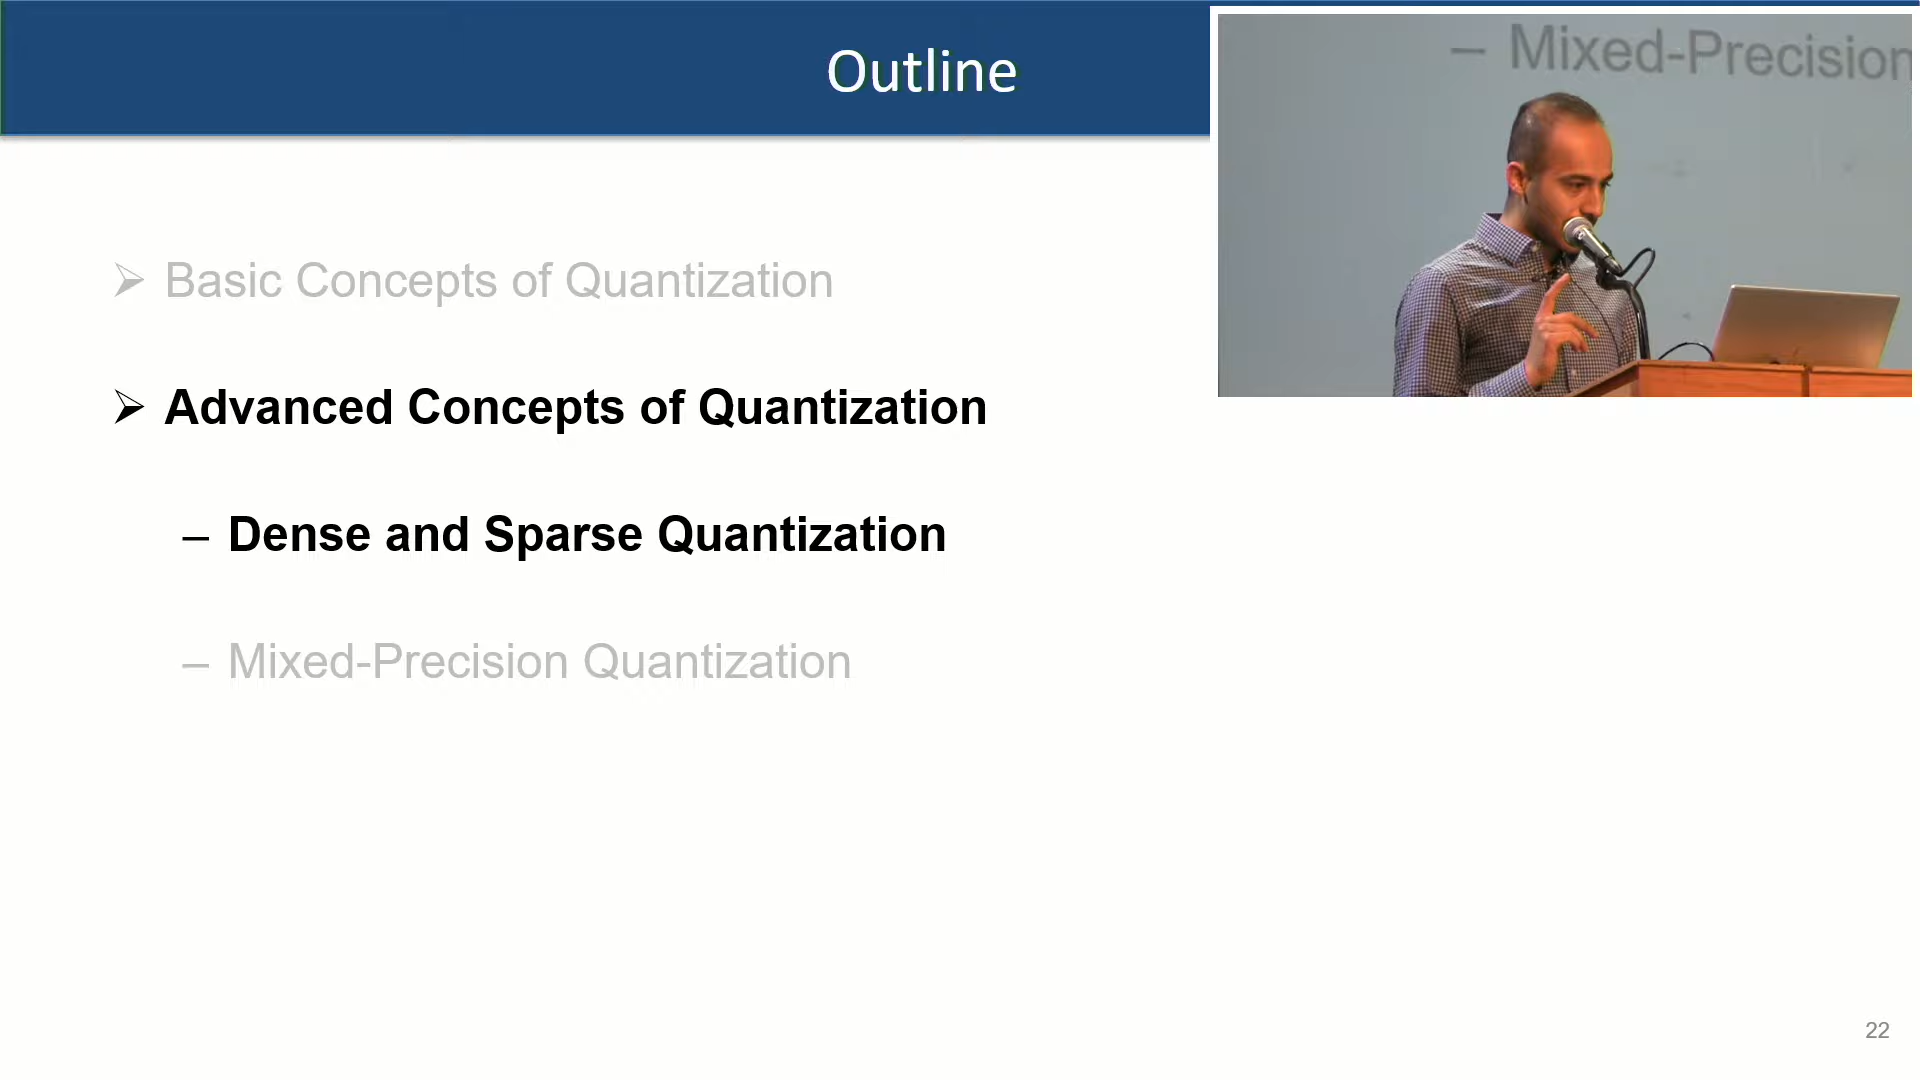 Outline
– Mixed-Precision
➢ Basic Concepts of Quantization
➢ Advanced Concepts of Quantization
– Dense and Sparse Quantization
– Mixed-Precision Quantization
22